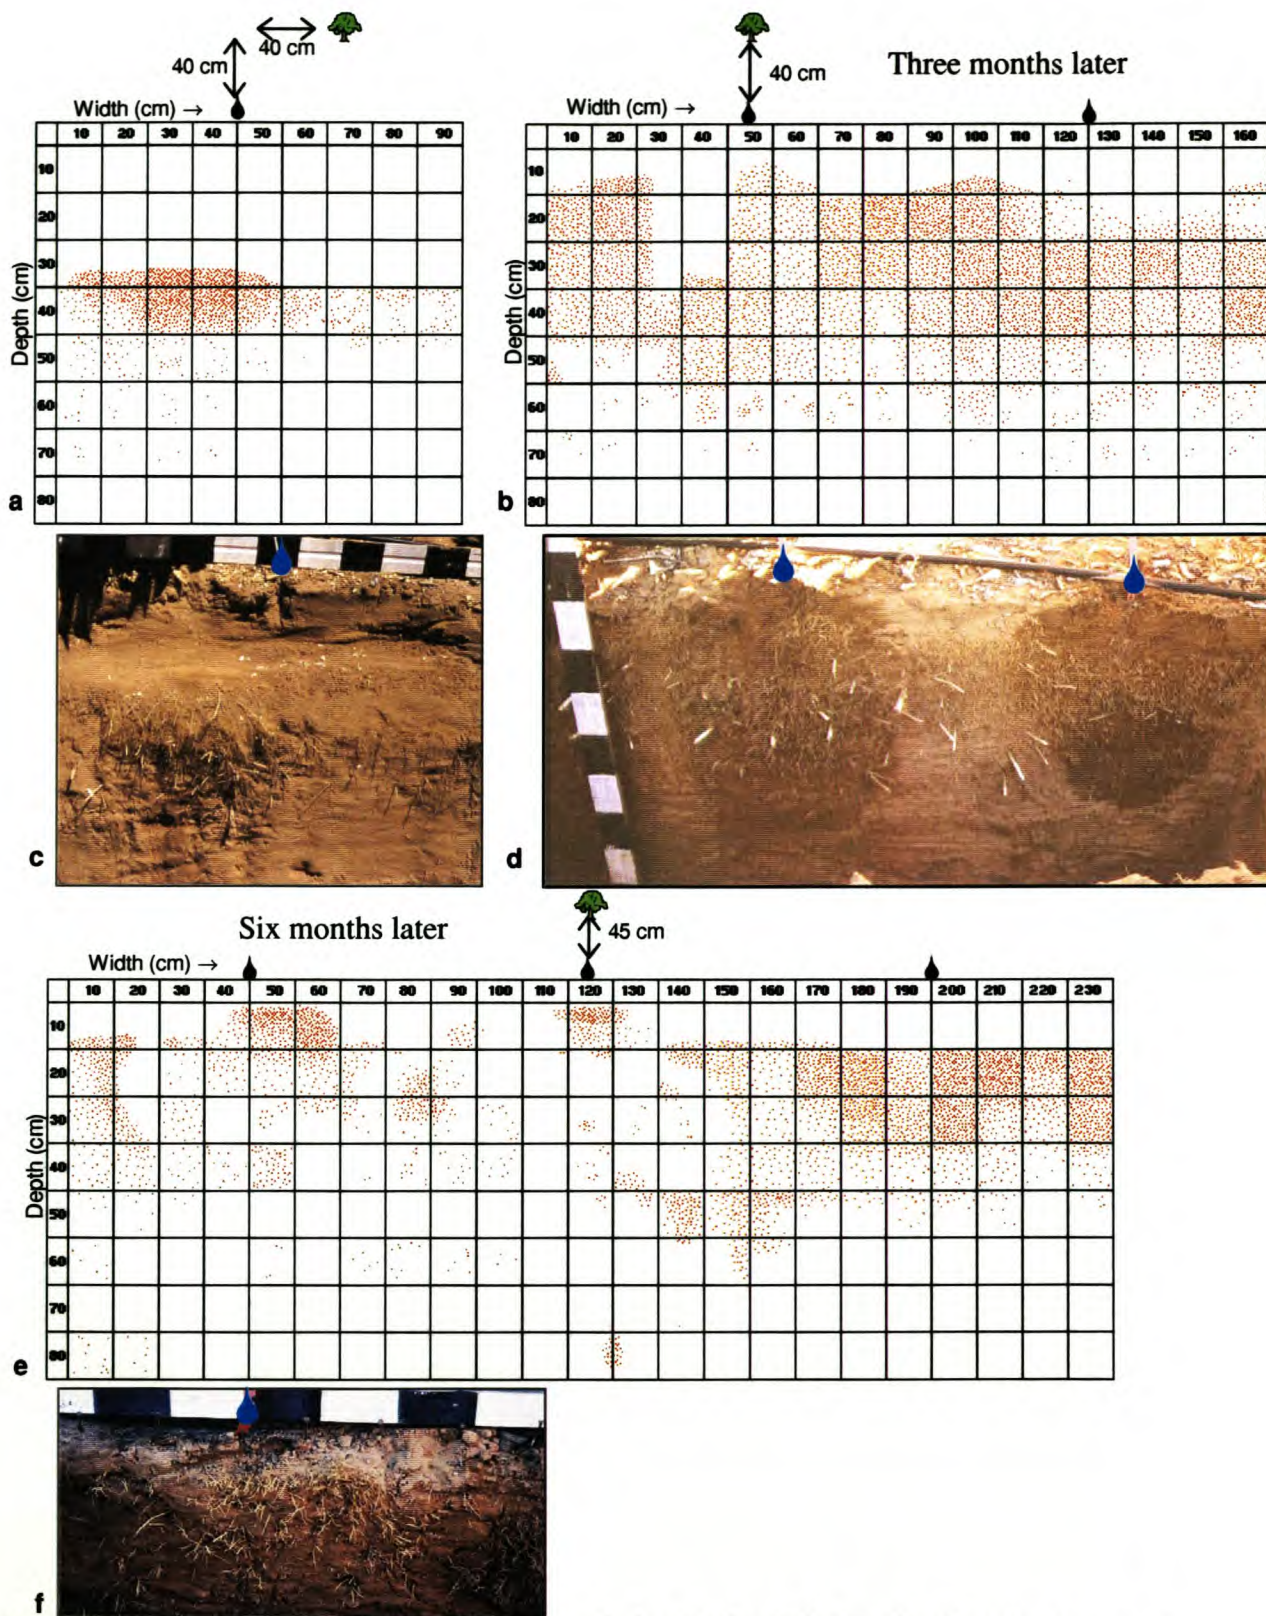 40 cm
40 cm
Width (cm) →
10 20 30 40 50 60 70 80 90
10
20
30
40
50
60
70
80
Depth (cm)
a
40 cm
Three months later
Width (cm) →
10 20 30 40 50 60 70 80 90 100 110 120 130 140 150 160
10
20
30
40
50
60
70
80
Depth (cm)
b
c
d
Six months later
45 cm
Width (cm) →
10 20 30 40 50 60 70 80 90 100 110 120 130 140 150 160 170 180 190 200 210 220 230
10
20
30
40
50
60
70
80
Depth (cm)
e
f